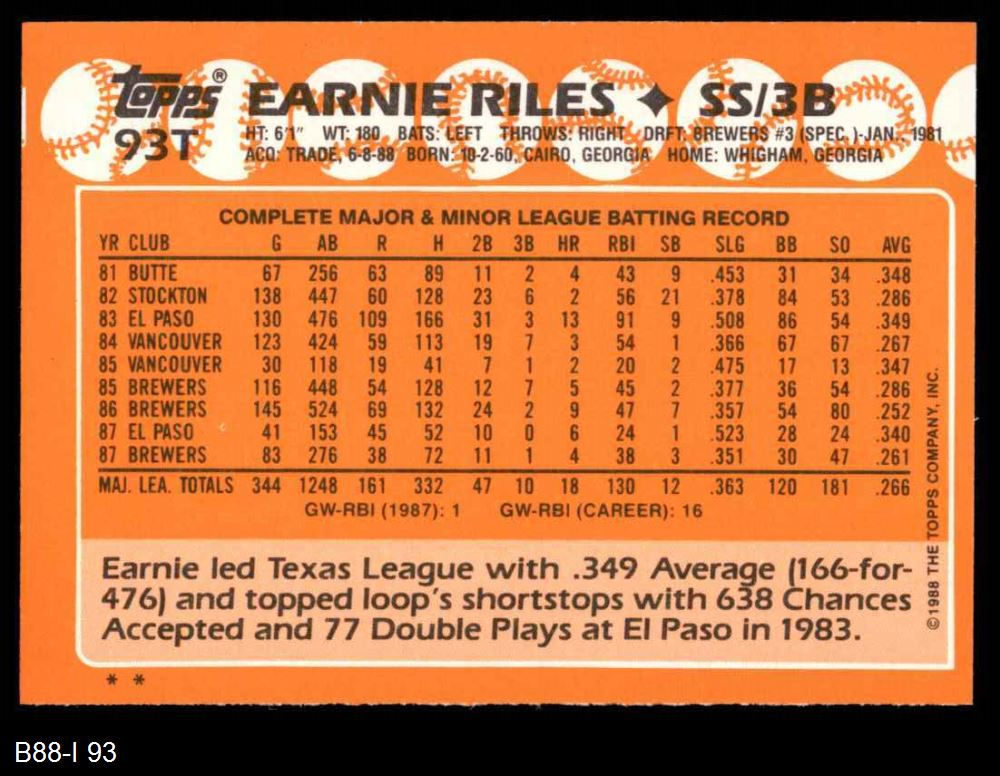 topps® EARNIE RILES ✦ SS/3B
93T HT: 6'1" WT: 180 BATS: LEFT THROWS: RIGHT DRFT: BREWERS #3 (SPEC.)-JAN., 1981
ACQ: TRADE, 6-8-88 BORN: 10-2-60, CAIRO, GEORGIA HOME: WHIGHAM, GEORGIA
COMPLETE MAJOR & MINOR LEAGUE BATTING RECORD
YR CLUB G AB R H 2B 3B HR RBI SB SLG BB SO AVG
81 BUTTE 67 256 63 89 11 2 4 43 9 .453 31 34 .348
82 STOCKTON 138 447 60 128 23 6 2 56 21 .378 84 53 .286
83 EL PASO 130 476 109 166 31 3 13 91 9 .508 86 54 .349
84 VANCOUVER 123 424 59 113 19 7 3 54 1 .366 67 67 .267
85 VANCOUVER 30 118 19 41 7 1 2 20 2 .475 17 13 .347
85 BREWERS 116 448 54 128 12 7 5 45 2 .377 36 54 .286
86 BREWERS 145 524 69 132 24 2 9 47 7 .357 54 80 .252
87 EL PASO 41 153 45 52 10 0 6 24 1 .523 28 24 .340
87 BREWERS 83 276 38 72 11 1 4 38 3 .351 30 47 .261
MAJ. LEA. TOTALS 344 1248 161 332 47 10 18 130 12 .363 120 181 .266
GW-RBI (1987): 1 GW-RBI (CAREER): 16
Earnie led Texas League with .349 Average (166-for-
476) and topped loop's shortstops with 638 Chances
Accepted and 77 Double Plays at El Paso in 1983.
©1988 THE TOPPS COMPANY, INC.
* *
B88-I 93